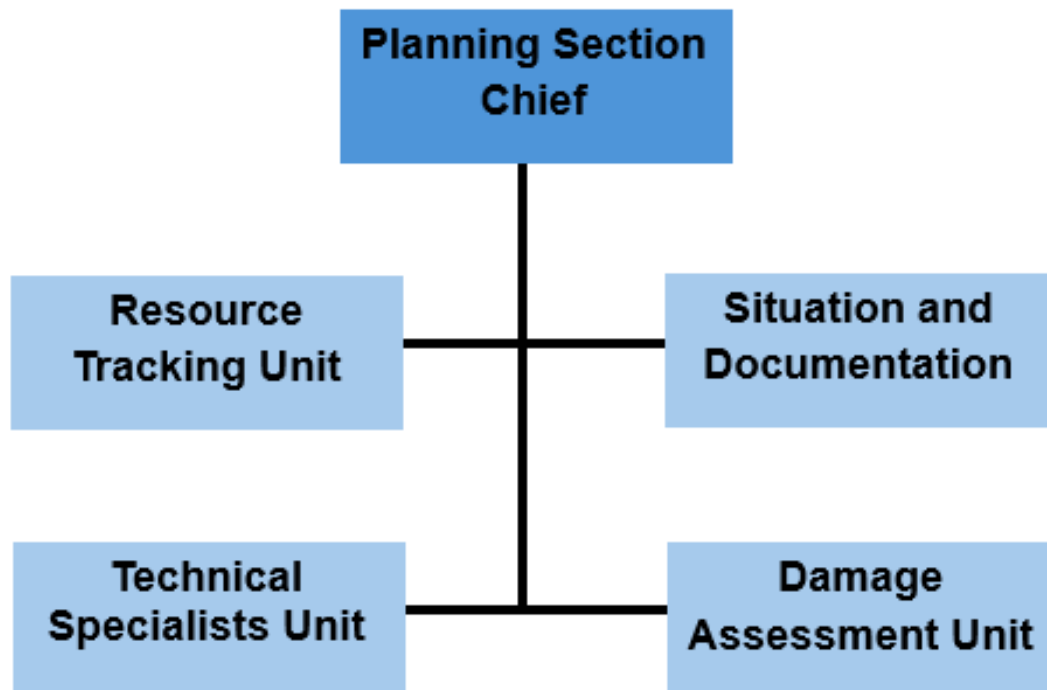 Planning Section
Chief
Resource
Tracking Unit
Situation and
Documentation
Technical
Specialists Unit
Damage
Assessment Unit